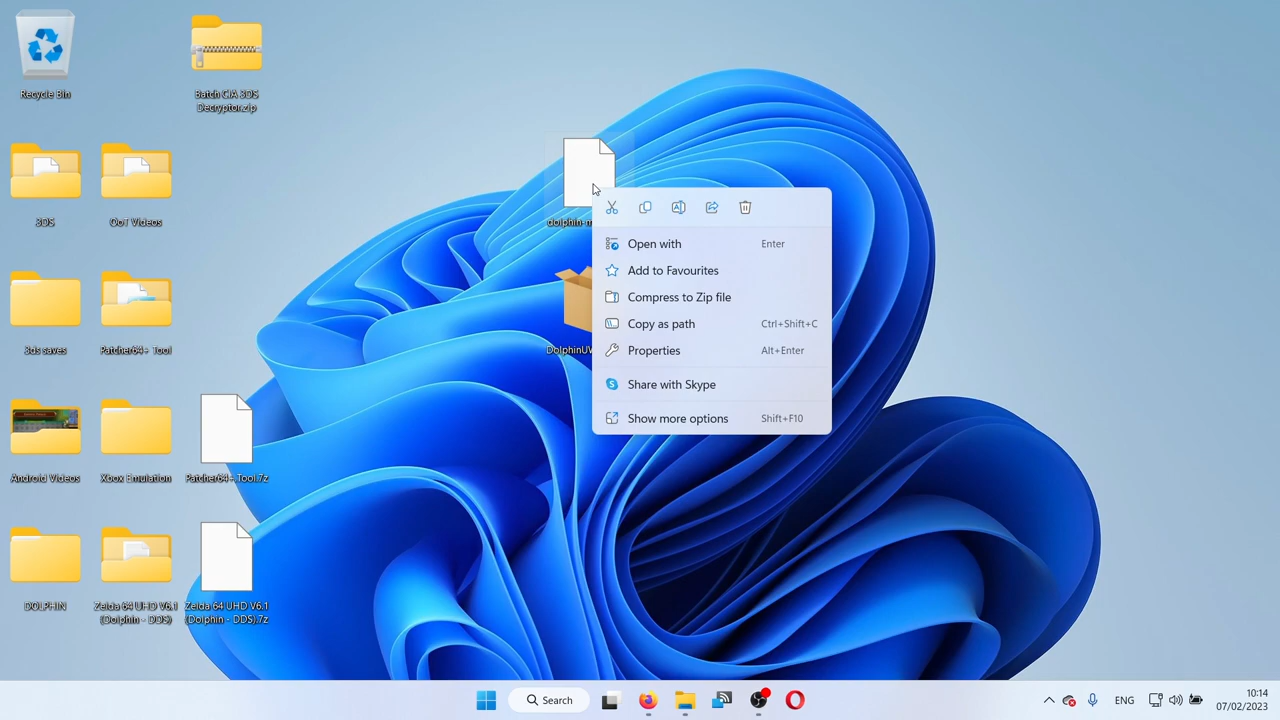 Recycle Bin
Batch CIA 3DS
Decryptor.zip
3DS
OoT Videos
3ds saves
Patcher64+ Tool
Android Videos
Xbox Emulation
Patcher64+ Tool.7z
DOLPHIN
Zelda 64 UHD V6.1
(Dolphin - DDS)
Zelda 64 UHD V6.1
(Dolphin - DDS).7z
dolphin-m
DolphinUW
Open with Enter
Add to Favourites
Compress to Zip file
Copy as path Ctrl+Shift+C
Properties Alt+Enter
Share with Skype
Show more options Shift+F10
Search
ENG
10:14
07/02/2023